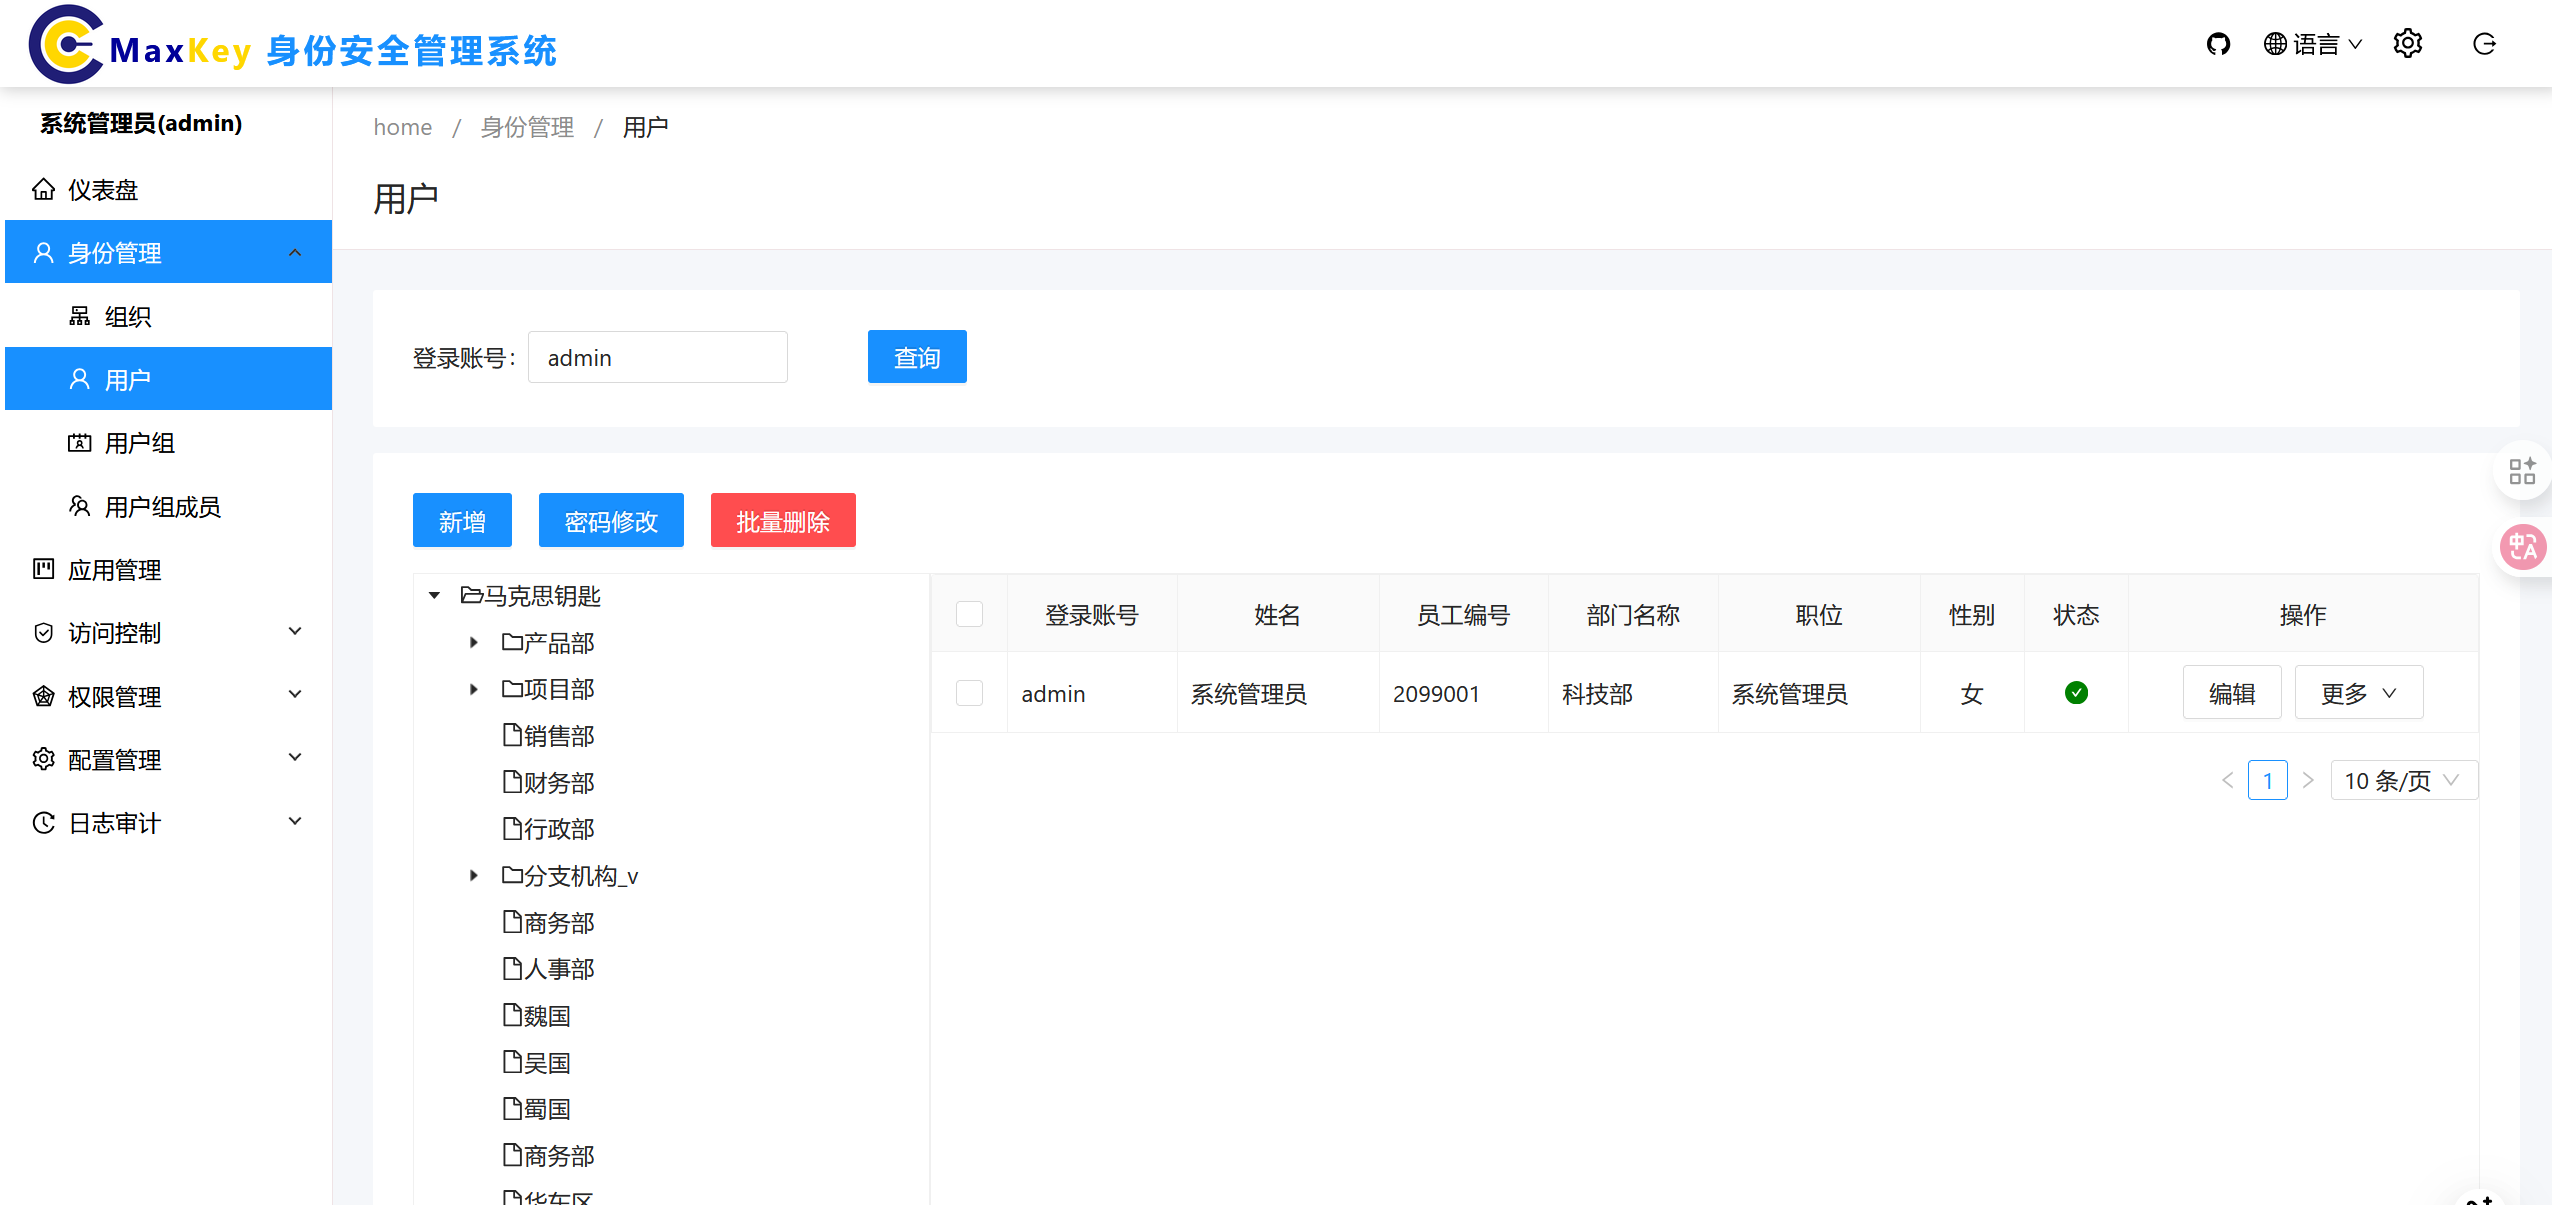 MaxKey 身份安全管理系统
语言
系统管理员(admin)
home / 身份管理 / 用户
仪表盘
用户
身份管理
组织
登录账号: admin 查询
用户
用户组
用户组成员
新增 密码修改 批量删除
应用管理
访问控制
权限管理
配置管理
日志审计
马克思钥匙
产品部
项目部
销售部
财务部
行政部
分支机构_v
商务部
人事部
魏国
吴国
蜀国
商务部
华东区
登录账号 姓名 员工编号 部门名称 职位 性别 状态 操作
admin 系统管理员 2099001 科技部 系统管理员 女 编辑 更多
1 10 条/页
中A